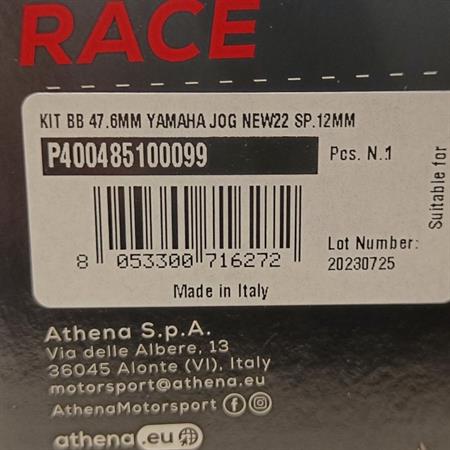 RACE
KIT BB 47.6MM YAMAHA JOG NEW22 SP.12MM
P400485100099
Pcs. N.1
Suitable for
Lot Number:
20230725
8 053300 716272
Made in Italy
Athena S.p.A.
Via delle Albere, 13
36045 Alonte (VI), Italy
motorsport@athena.eu
AthenaMotorsport
athena.eu